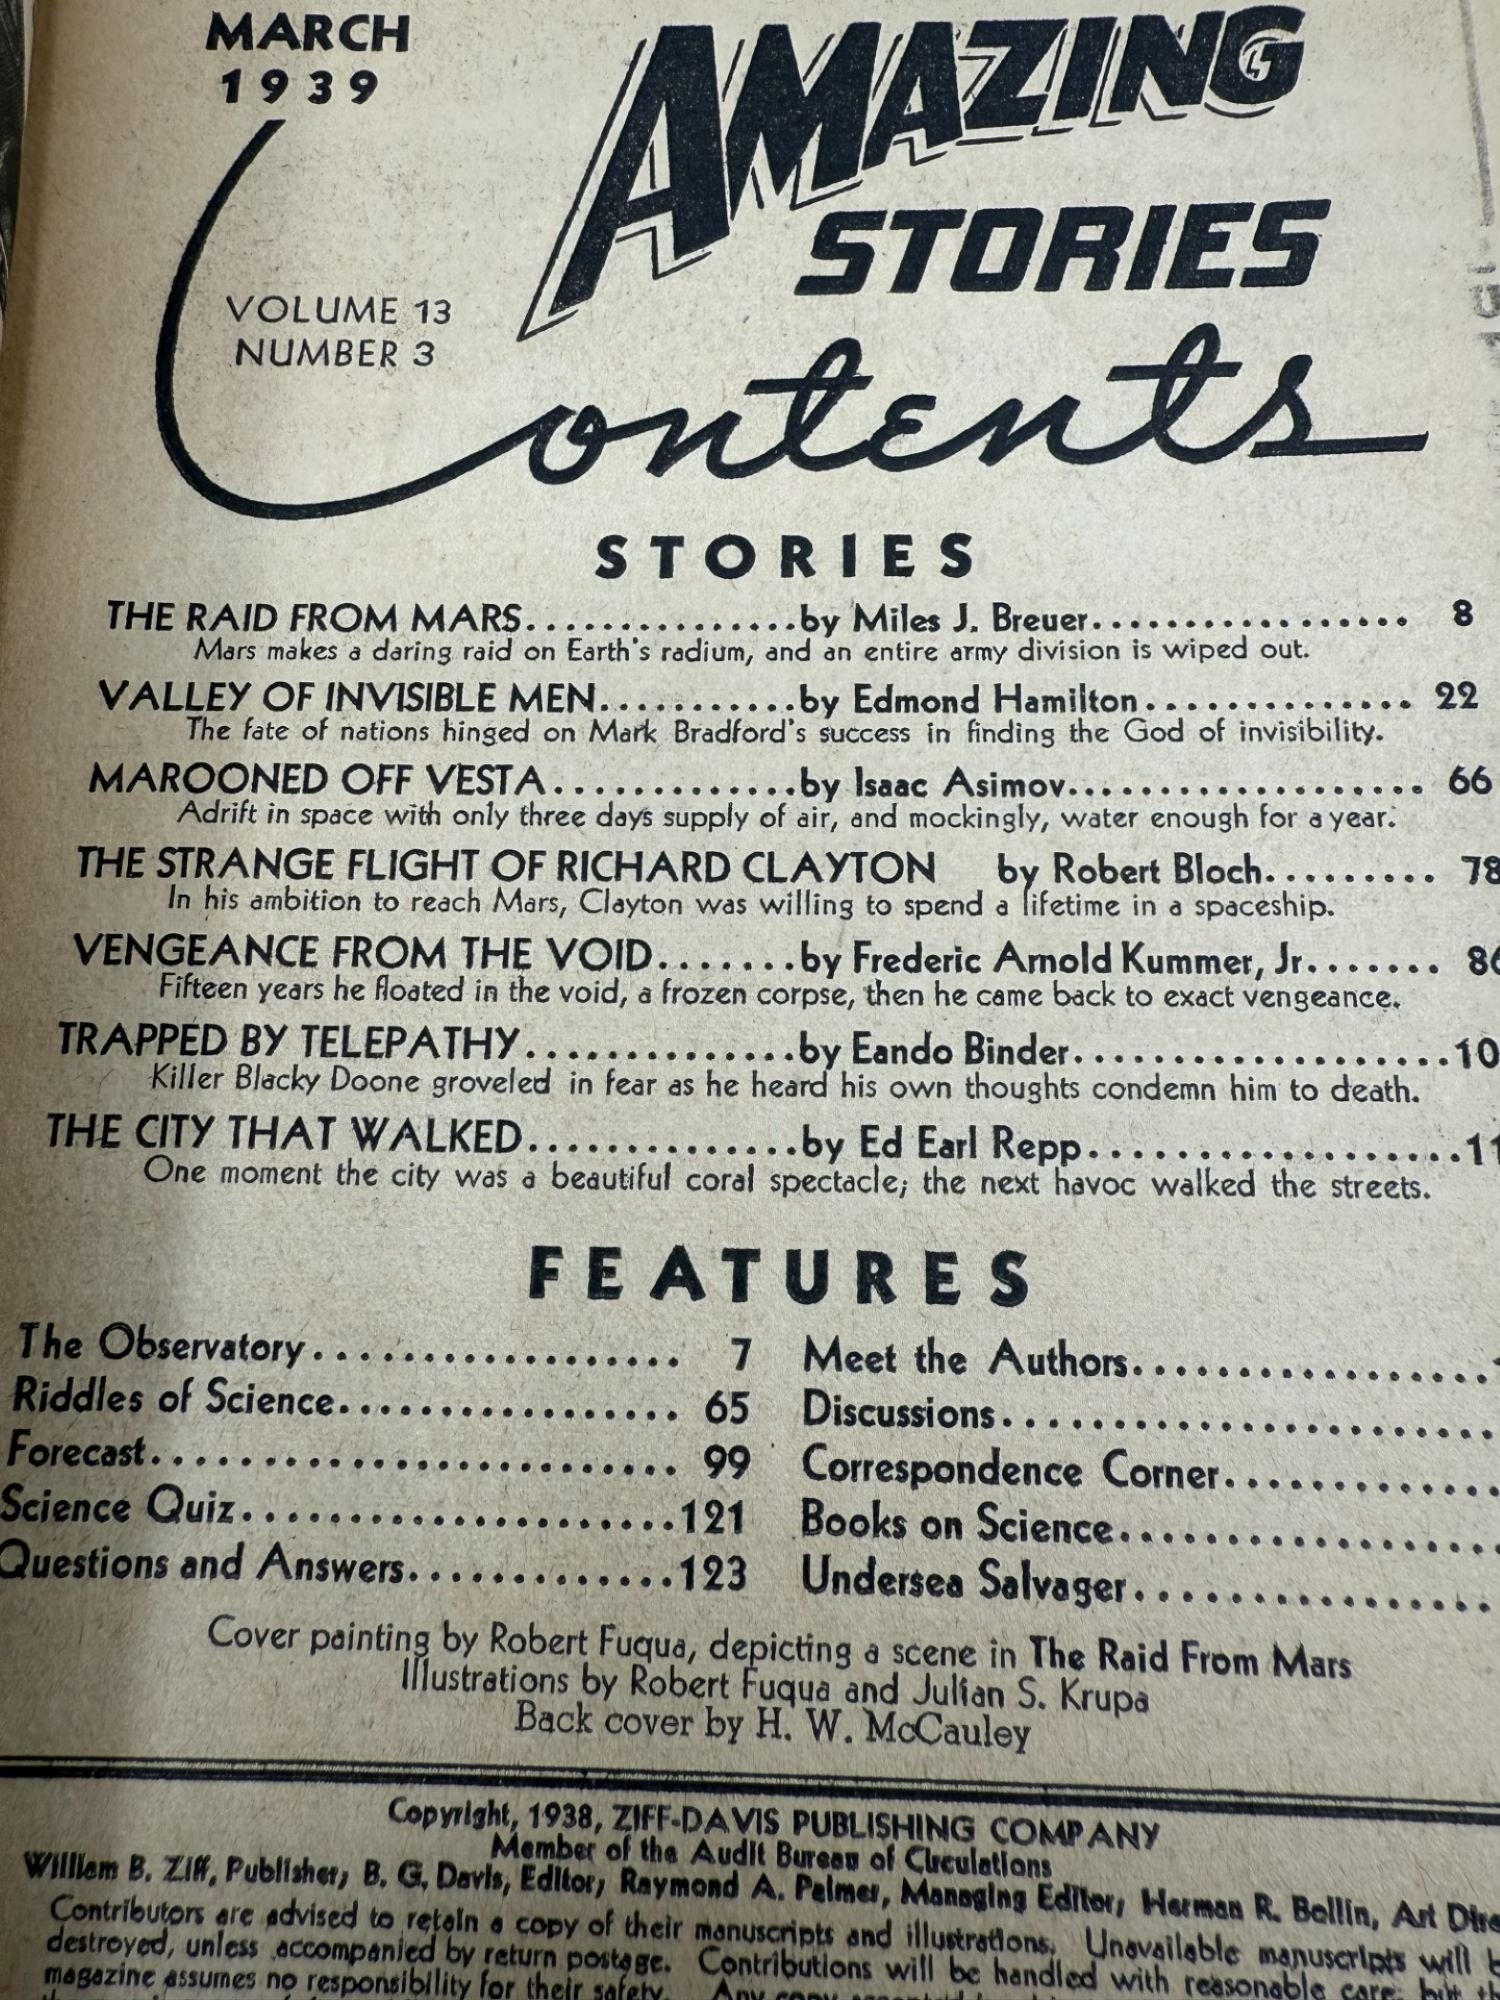 MARCH
1939
AMAZING
STORIES
VOLUME 13
NUMBER 3
Contents
STORIES
THE RAID FROM MARS...............by Miles J. Breuer.................. 8
Mars makes a daring raid on Earth's radium, and an entire army division is wiped out.
VALLEY OF INVISIBLE MEN...........by Edmond Hamilton............... 22
The fate of nations hinged on Mark Bradford's success in finding the God of invisibility.
MAROONED OFF VESTA.............by Isaac Asimov.................... 66
Adrift in space with only three days supply of air, and mockingly, water enough for a year.
THE STRANGE FLIGHT OF RICHARD CLAYTON by Robert Bloch......... 78
In his ambition to reach Mars, Clayton was willing to spend a lifetime in a spaceship.
VENGEANCE FROM THE VOID.......by Frederic Arnold Kummer, Jr.......
Fifteen years he floated in the void, a frozen corpse, then he came back to exact vengeance.
TRAPPED BY TELEPATHY..............by Eando Binder....................
Killer Blacky Doone groveled in fear as he heard his own thoughts condemn him to death.
THE CITY THAT WALKED..............by Ed Earl Repp...................
One moment the city was a beautiful coral spectacle; the next havoc walked the streets.
FEATURES
The Observatory.................. 7
Riddles of Science................. 65
Forecast.......................... 99
Science Quiz.....................121
Questions and Answers.............123
Meet the Authors.................
Discussions........................
Correspondence Corner.............
Books on Science..................
Undersea Salvager.................
Cover painting by Robert Fuqua, depicting a scene in The Raid From Mars
Illustrations by Robert Fuqua and Julian S. Krupa
Back cover by H. W. McCauley
Copyright, 1938, ZIFF-DAVIS PUBLISHING COMPANY
Member of the Audit Bureau of Circulations
William B. Ziff, Publisher; B. G. Davis, Editor; Raymond A. Palmer, Managing Editor; Herman R. Bollin, Art
Contributors are advised to retain a copy of their manuscripts and illustrations. Unavailable manuscripts will
destroyed, unless accompanied by return postage. Contributions will be handled with reasonable care, but
magazine assumes no responsibility for their safety. Any copy